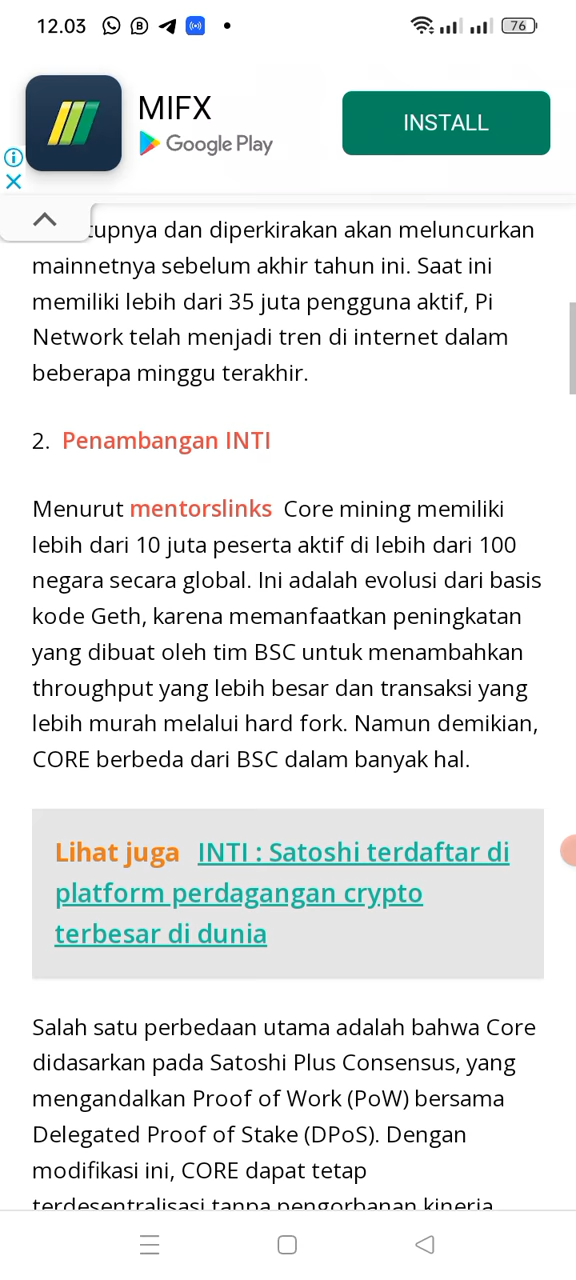 12.03
76
MIFX
Google Play
INSTALL
tupnya dan diperkirakan akan meluncurkan
mainnetnya sebelum akhir tahun ini. Saat ini
memiliki lebih dari 35 juta pengguna aktif, Pi
Network telah menjadi tren di internet dalam
beberapa minggu terakhir.
2. Penambangan INTI
Menurut mentorslinks Core mining memiliki
lebih dari 10 juta peserta aktif di lebih dari 100
negara secara global. Ini adalah evolusi dari basis
kode Geth, karena memanfaatkan peningkatan
yang dibuat oleh tim BSC untuk menambahkan
throughput yang lebih besar dan transaksi yang
lebih murah melalui hard fork. Namun demikian,
CORE berbeda dari BSC dalam banyak hal.
Lihat juga INTI : Satoshi terdaftar di
platform perdagangan crypto
terbesar di dunia
Salah satu perbedaan utama adalah bahwa Core
didasarkan pada Satoshi Plus Consensus, yang
mengandalkan Proof of Work (PoW) bersama
Delegated Proof of Stake (DPoS). Dengan
modifikasi ini, CORE dapat tetap
terdesentralisasi tanpa pengorbanan kinerja